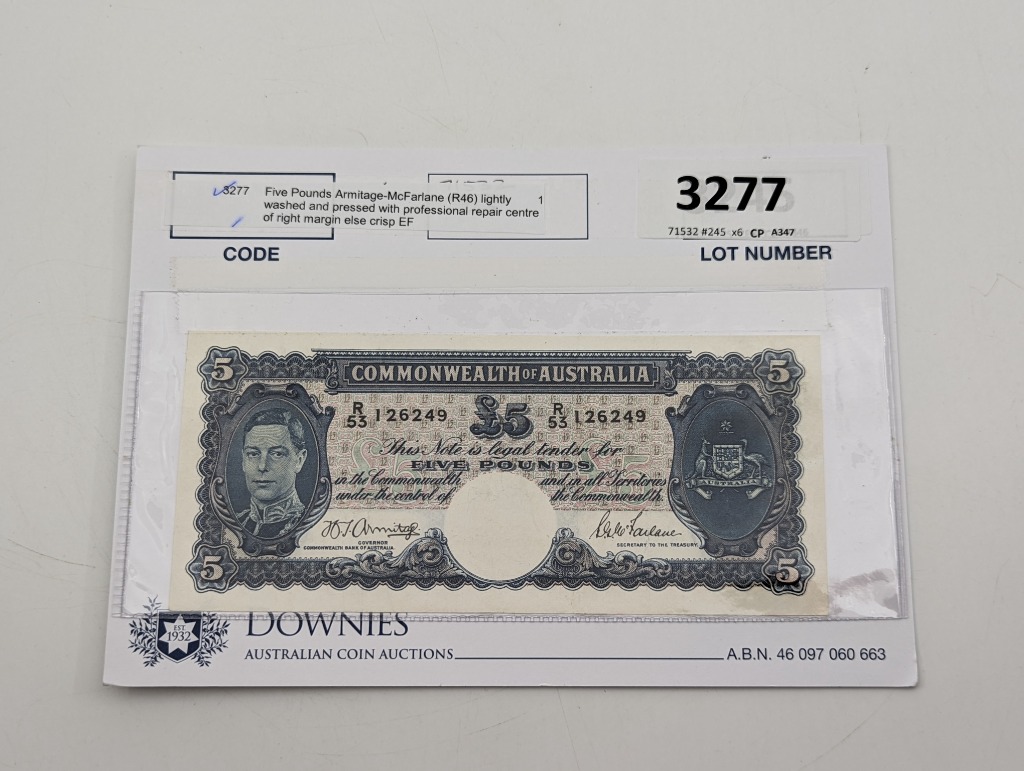 3277 Five Pounds Armitage-McFarlane (R46) lightly 1
washed and pressed with professional repair centre
of right margin else crisp EF
3277
71532 #245 x6 CP A347
CODE
LOT NUMBER
5 COMMONWEALTH OF AUSTRALIA 5
R/53 126249 £5 R/53 126249
This Note is legal tender for
FIVE POUNDS
in the Commonwealth and in all Territories
under the control of the Commonwealth.
AUSTRALIA
H.T. Armitage S.G. McFarlane
GOVERNOR
COMMONWEALTH BANK OF AUSTRALIA
SECRETARY TO THE TREASURY
5 5
EST
1932
DOWNIES
AUSTRALIAN COIN AUCTIONS A.B.N. 46 097 060 663